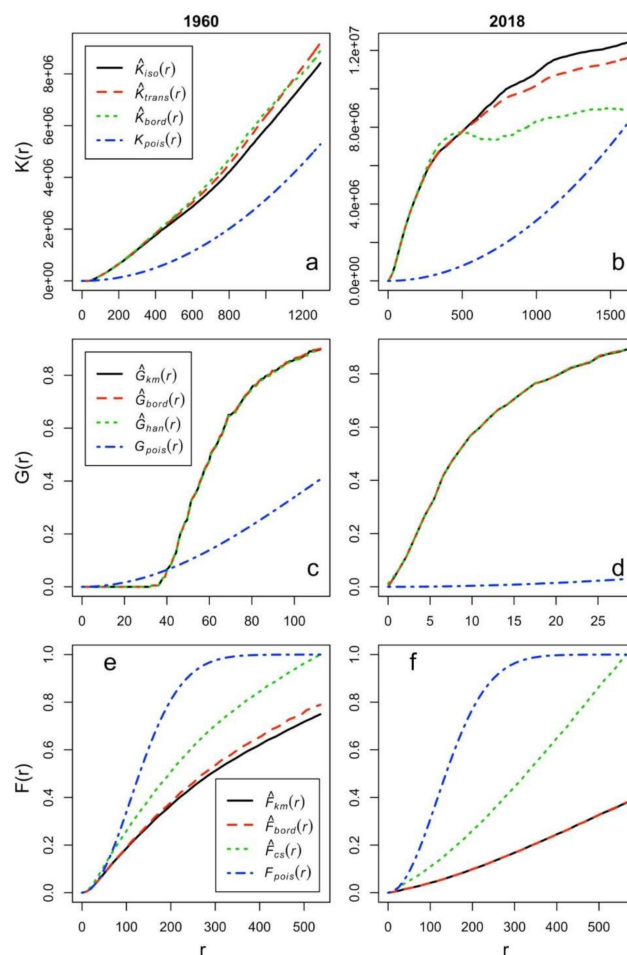 1960
2018
K(r)
0e+00 2e+06 4e+06 6e+06 8e+06
K̂iso(r)
K̂trans(r)
K̂bord(r)
Kpois(r)
a
200 400 600 800 1000 1200
0.0e+00 4.0e+06 8.0e+06 1.2e+07
b
0 500 1000 1500
G(r)
0.0 0.2 0.4 0.6 0.8
Ĝkm(r)
Ĝbord(r)
Ĝhan(r)
Gpois(r)
c
0 20 40 60 80 100
0.0 0.2 0.4 0.6 0.8
d
0 5 10 15 20 25
F(r)
0.0 0.2 0.4 0.6 0.8 1.0
e
F̂km(r)
F̂bord(r)
F̂cs(r)
Fpois(r)
0 100 200 300 400 500
r
0.0 0.2 0.4 0.6 0.8 1.0
f
0 100 200 300 400 500
r